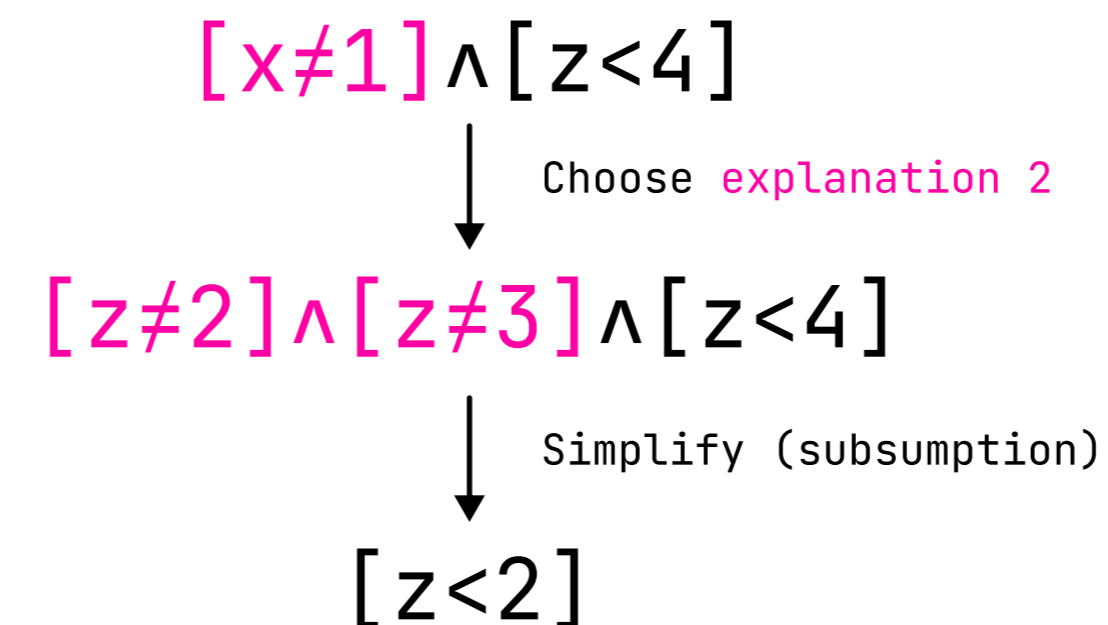 [x≠1]∧[z<4]
Choose explanation 2
[z≠2]∧[z≠3]∧[z<4]
Simplify (subsumption)
[z<2]